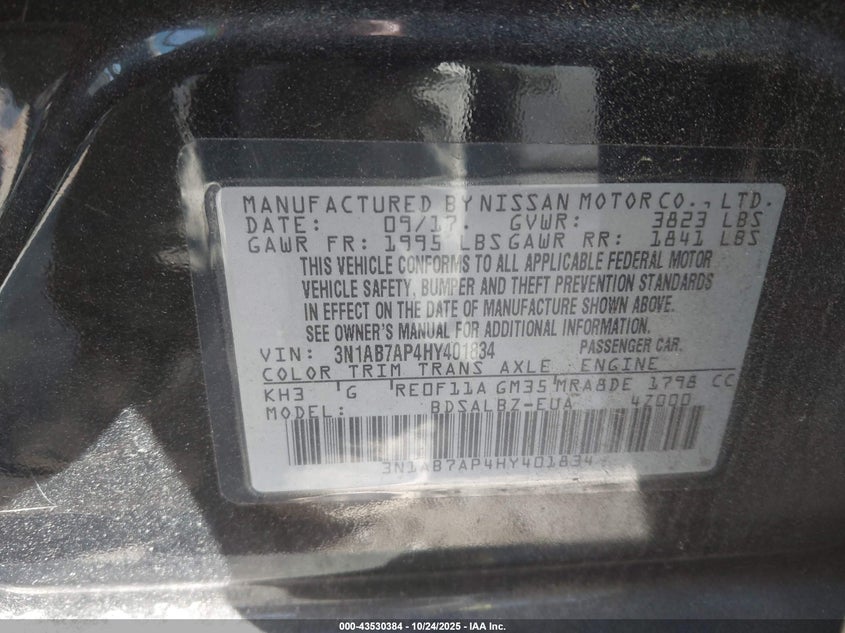 MANUFACTURED BY NISSAN MOTOR CO., LTD.
DATE: 09/17. GVWR: 3823 LBS
GAWR FR: 1995 LBS GAWR RR: 1841 LBS
THIS VEHICLE CONFORMS TO ALL APPLICABLE FEDERAL MOTOR
VEHICLE SAFETY, BUMPER AND THEFT PREVENTION STANDARDS
IN EFFECT ON THE DATE OF MANUFACTURE SHOWN ABOVE.
SEE OWNER'S MANUAL FOR ADDITIONAL INFORMATION.
VIN: 3N1AB7AP4HY401834 PASSENGER CAR.
COLOR TRIM TRANS AXLE ENGINE
KH3 G RE0F11A GM35 MRA8DE 1798 CC
MODEL: BDSALBZ-EUA 4Z000
3N1AB7AP4HY401834
000-43530384 - 10/24/2025 - IAA Inc.